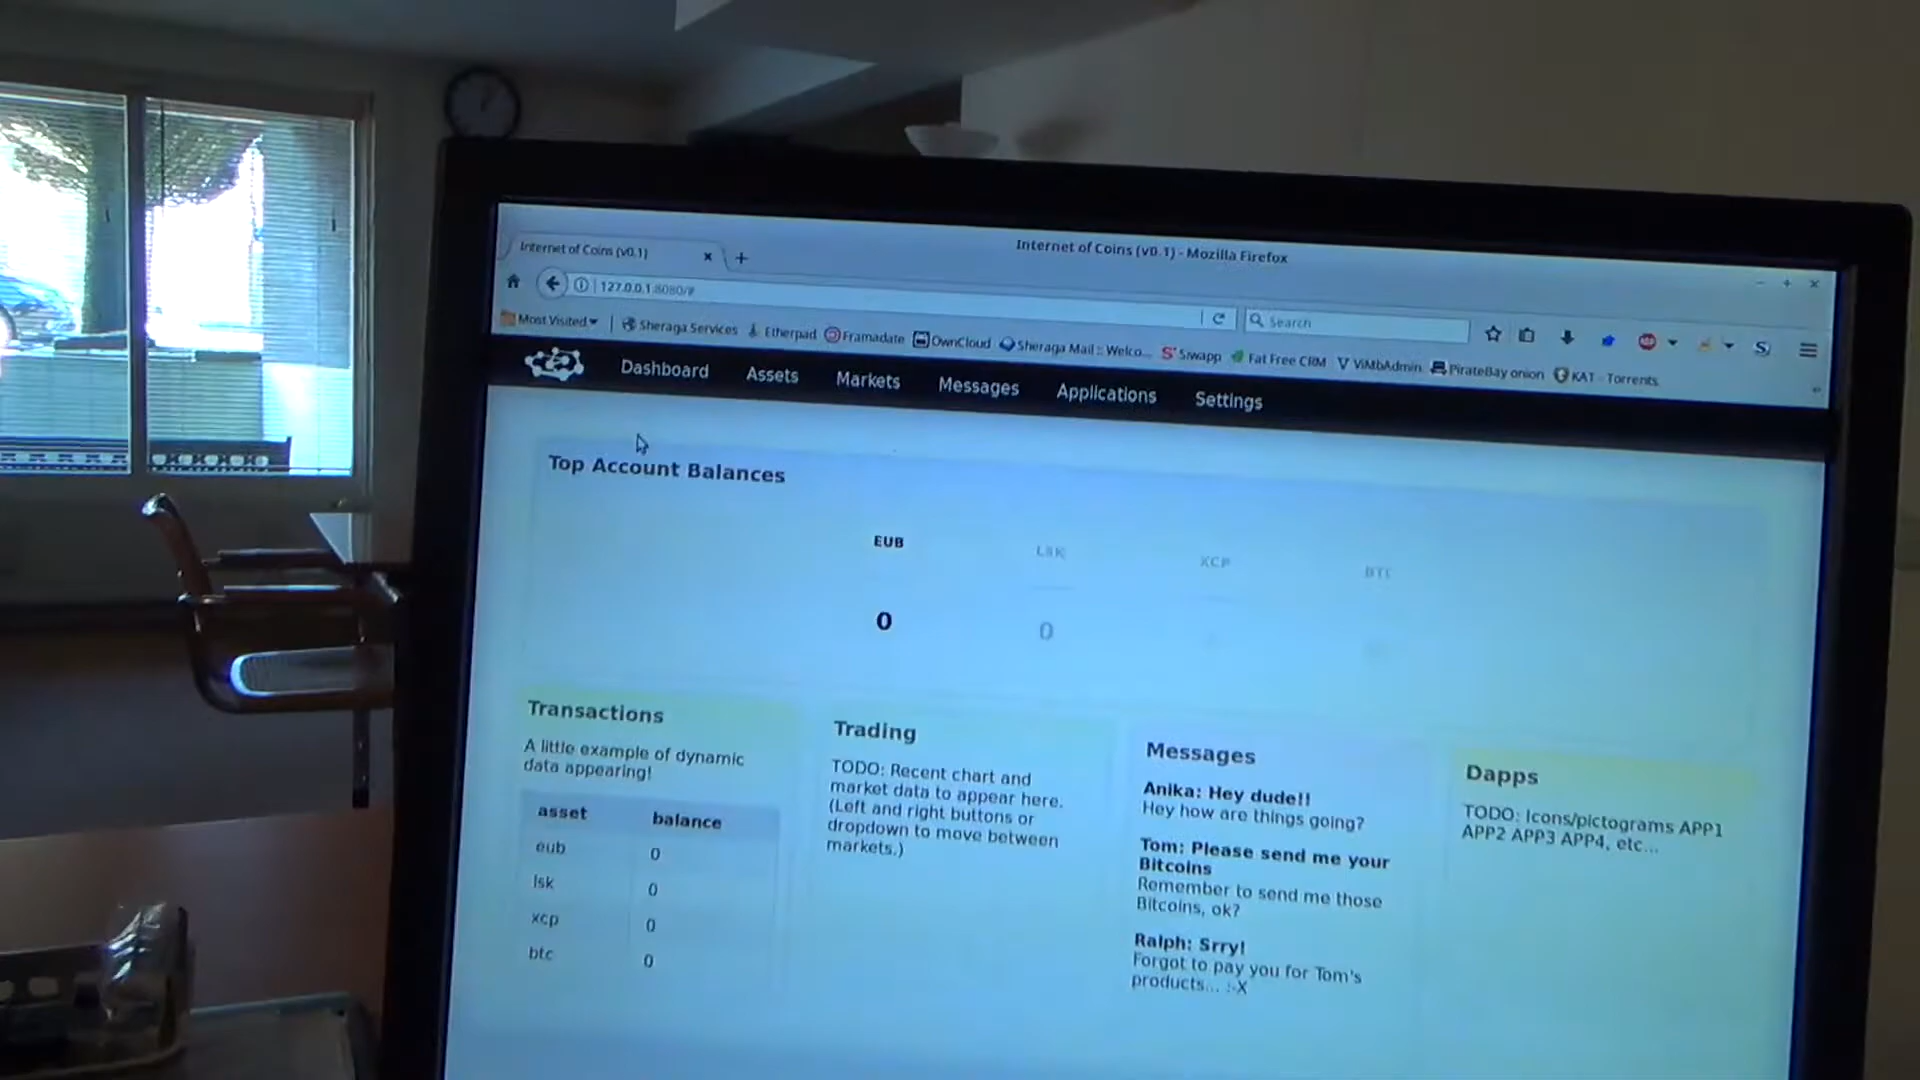 Internet of Coins (v0.1) - Mozilla Firefox
Internet of Coins (v0.1)
127.0.0.1:8080/#
Search
Most Visited
Sheraga Services
Etherpad
Framadate
OwnCloud
Sheraga Mail :: Welco...
Siwapp
Fat Free CRM
ViMbAdmin
PirateBay onion
KAT - Torrents
Dashboard
Assets
Markets
Messages
Applications
Settings
Top Account Balances
EUB
LSK
XCP
BTC
0
0
Transactions
A little example of dynamic
data appearing!
asset balance
eub 0
lsk 0
xcp 0
btc 0
Trading
TODO: Recent chart and
market data to appear here.
(Left and right buttons or
dropdown to move between
markets.)
Messages
Anika: Hey dude!!
Hey how are things going?
Tom: Please send me your
Bitcoins
Remember to send me those
Bitcoins, ok?
Ralph: Srry!
Forgot to pay you for Tom's
products... :-X
Dapps
TODO: Icons/pictograms APP1
APP2 APP3 APP4, etc...